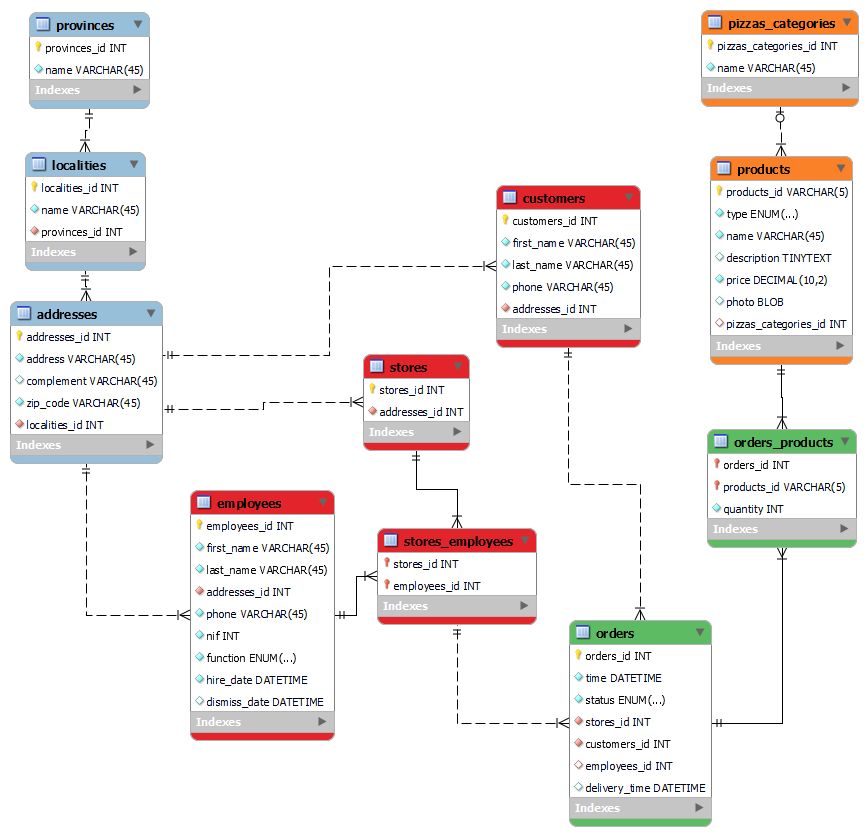 provinces
provinces_id INT
name VARCHAR(45)
Indexes
pizzas_categories
pizzas_categories_id INT
name VARCHAR(45)
Indexes
localities
localities_id INT
name VARCHAR(45)
provinces_id INT
Indexes
products
products_id VARCHAR(5)
type ENUM(...)
name VARCHAR(45)
description TINYTEXT
price DECIMAL(10,2)
photo BLOB
pizzas_categories_id INT
Indexes
customers
customers_id INT
first_name VARCHAR(45)
last_name VARCHAR(45)
phone VARCHAR(45)
addresses_id INT
Indexes
addresses
addresses_id INT
address VARCHAR(45)
complement VARCHAR(45)
zip_code VARCHAR(45)
localities_id INT
Indexes
stores
stores_id INT
addresses_id INT
Indexes
orders_products
orders_id INT
products_id VARCHAR(5)
quantity INT
Indexes
employees
employees_id INT
first_name VARCHAR(45)
last_name VARCHAR(45)
addresses_id INT
phone VARCHAR(45)
nif INT
function ENUM(...)
hire_date DATETIME
dismiss_date DATETIME
Indexes
stores_employees
stores_id INT
employees_id INT
Indexes
orders
orders_id INT
time DATETIME
status ENUM(...)
stores_id INT
customers_id INT
employees_id INT
delivery_time DATETIME
Indexes